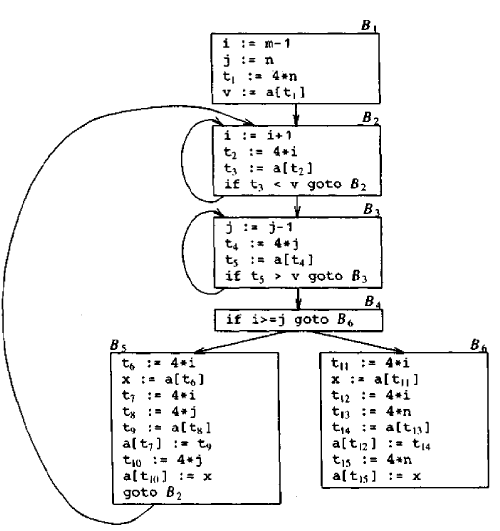 B₁
i := m-1
j := n
t₁ := 4*n
v := a[t₁]
B₂
i := i+1
t₂ := 4*i
t₃ := a[t₂]
if t₃ < v goto B₂
B₃
j := j-1
t₄ := 4*j
t₅ := a[t₄]
if t₅ > v goto B₃
B₄
if i>=j goto B₆
B₅
t₆ := 4*i
x := a[t₆]
t₇ := 4*i
t₈ := 4*j
t₉ := a[t₈]
a[t₇] := t₉
t₁₀ := 4*j
a[t₁₀] := x
goto B₂
B₆
t₁₁ := 4*i
x := a[t₁₁]
t₁₂ := 4*i
t₁₃ := 4*n
t₁₄ := a[t₁₃]
a[t₁₂] := t₁₄
t₁₅ := 4*n
a[t₁₅] := x